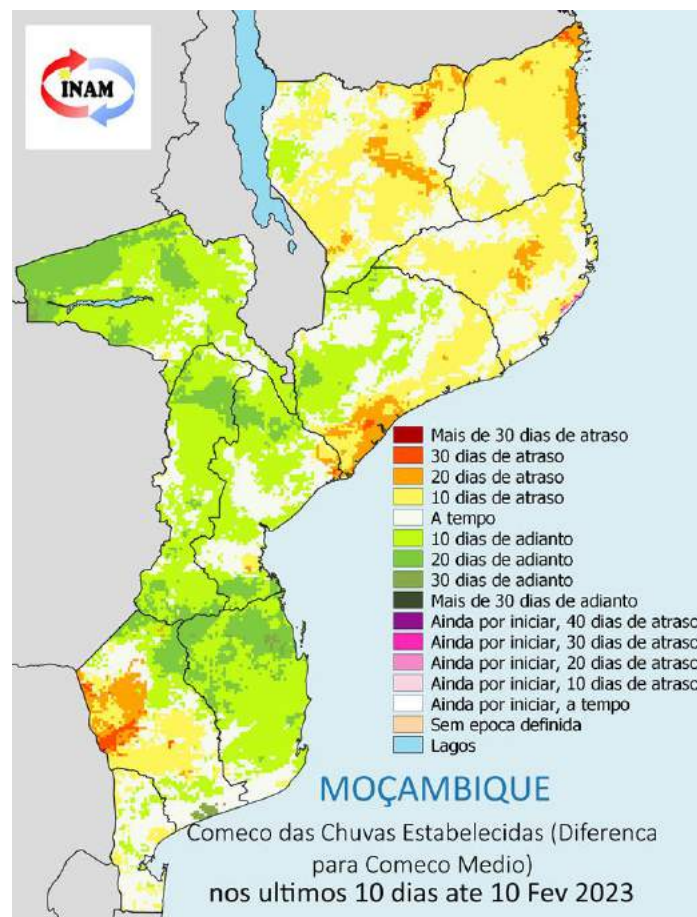 INAM
Mais de 30 dias de atraso
30 dias de atraso
20 dias de atraso
10 dias de atraso
A tempo
10 dias de adianto
20 dias de adianto
30 dias de adianto
Mais de 30 dias de adianto
Ainda por iniciar, 40 dias de atraso
Ainda por iniciar, 30 dias de atraso
Ainda por iniciar, 20 dias de atraso
Ainda por iniciar, 10 dias de atraso
Ainda por iniciar, a tempo
Sem epoca definida
Lagos
MOÇAMBIQUE
Comeco das Chuvas Estabelecidas (Diferenca
para Comeco Medio)
nos ultimos 10 dias ate 10 Fev 2023